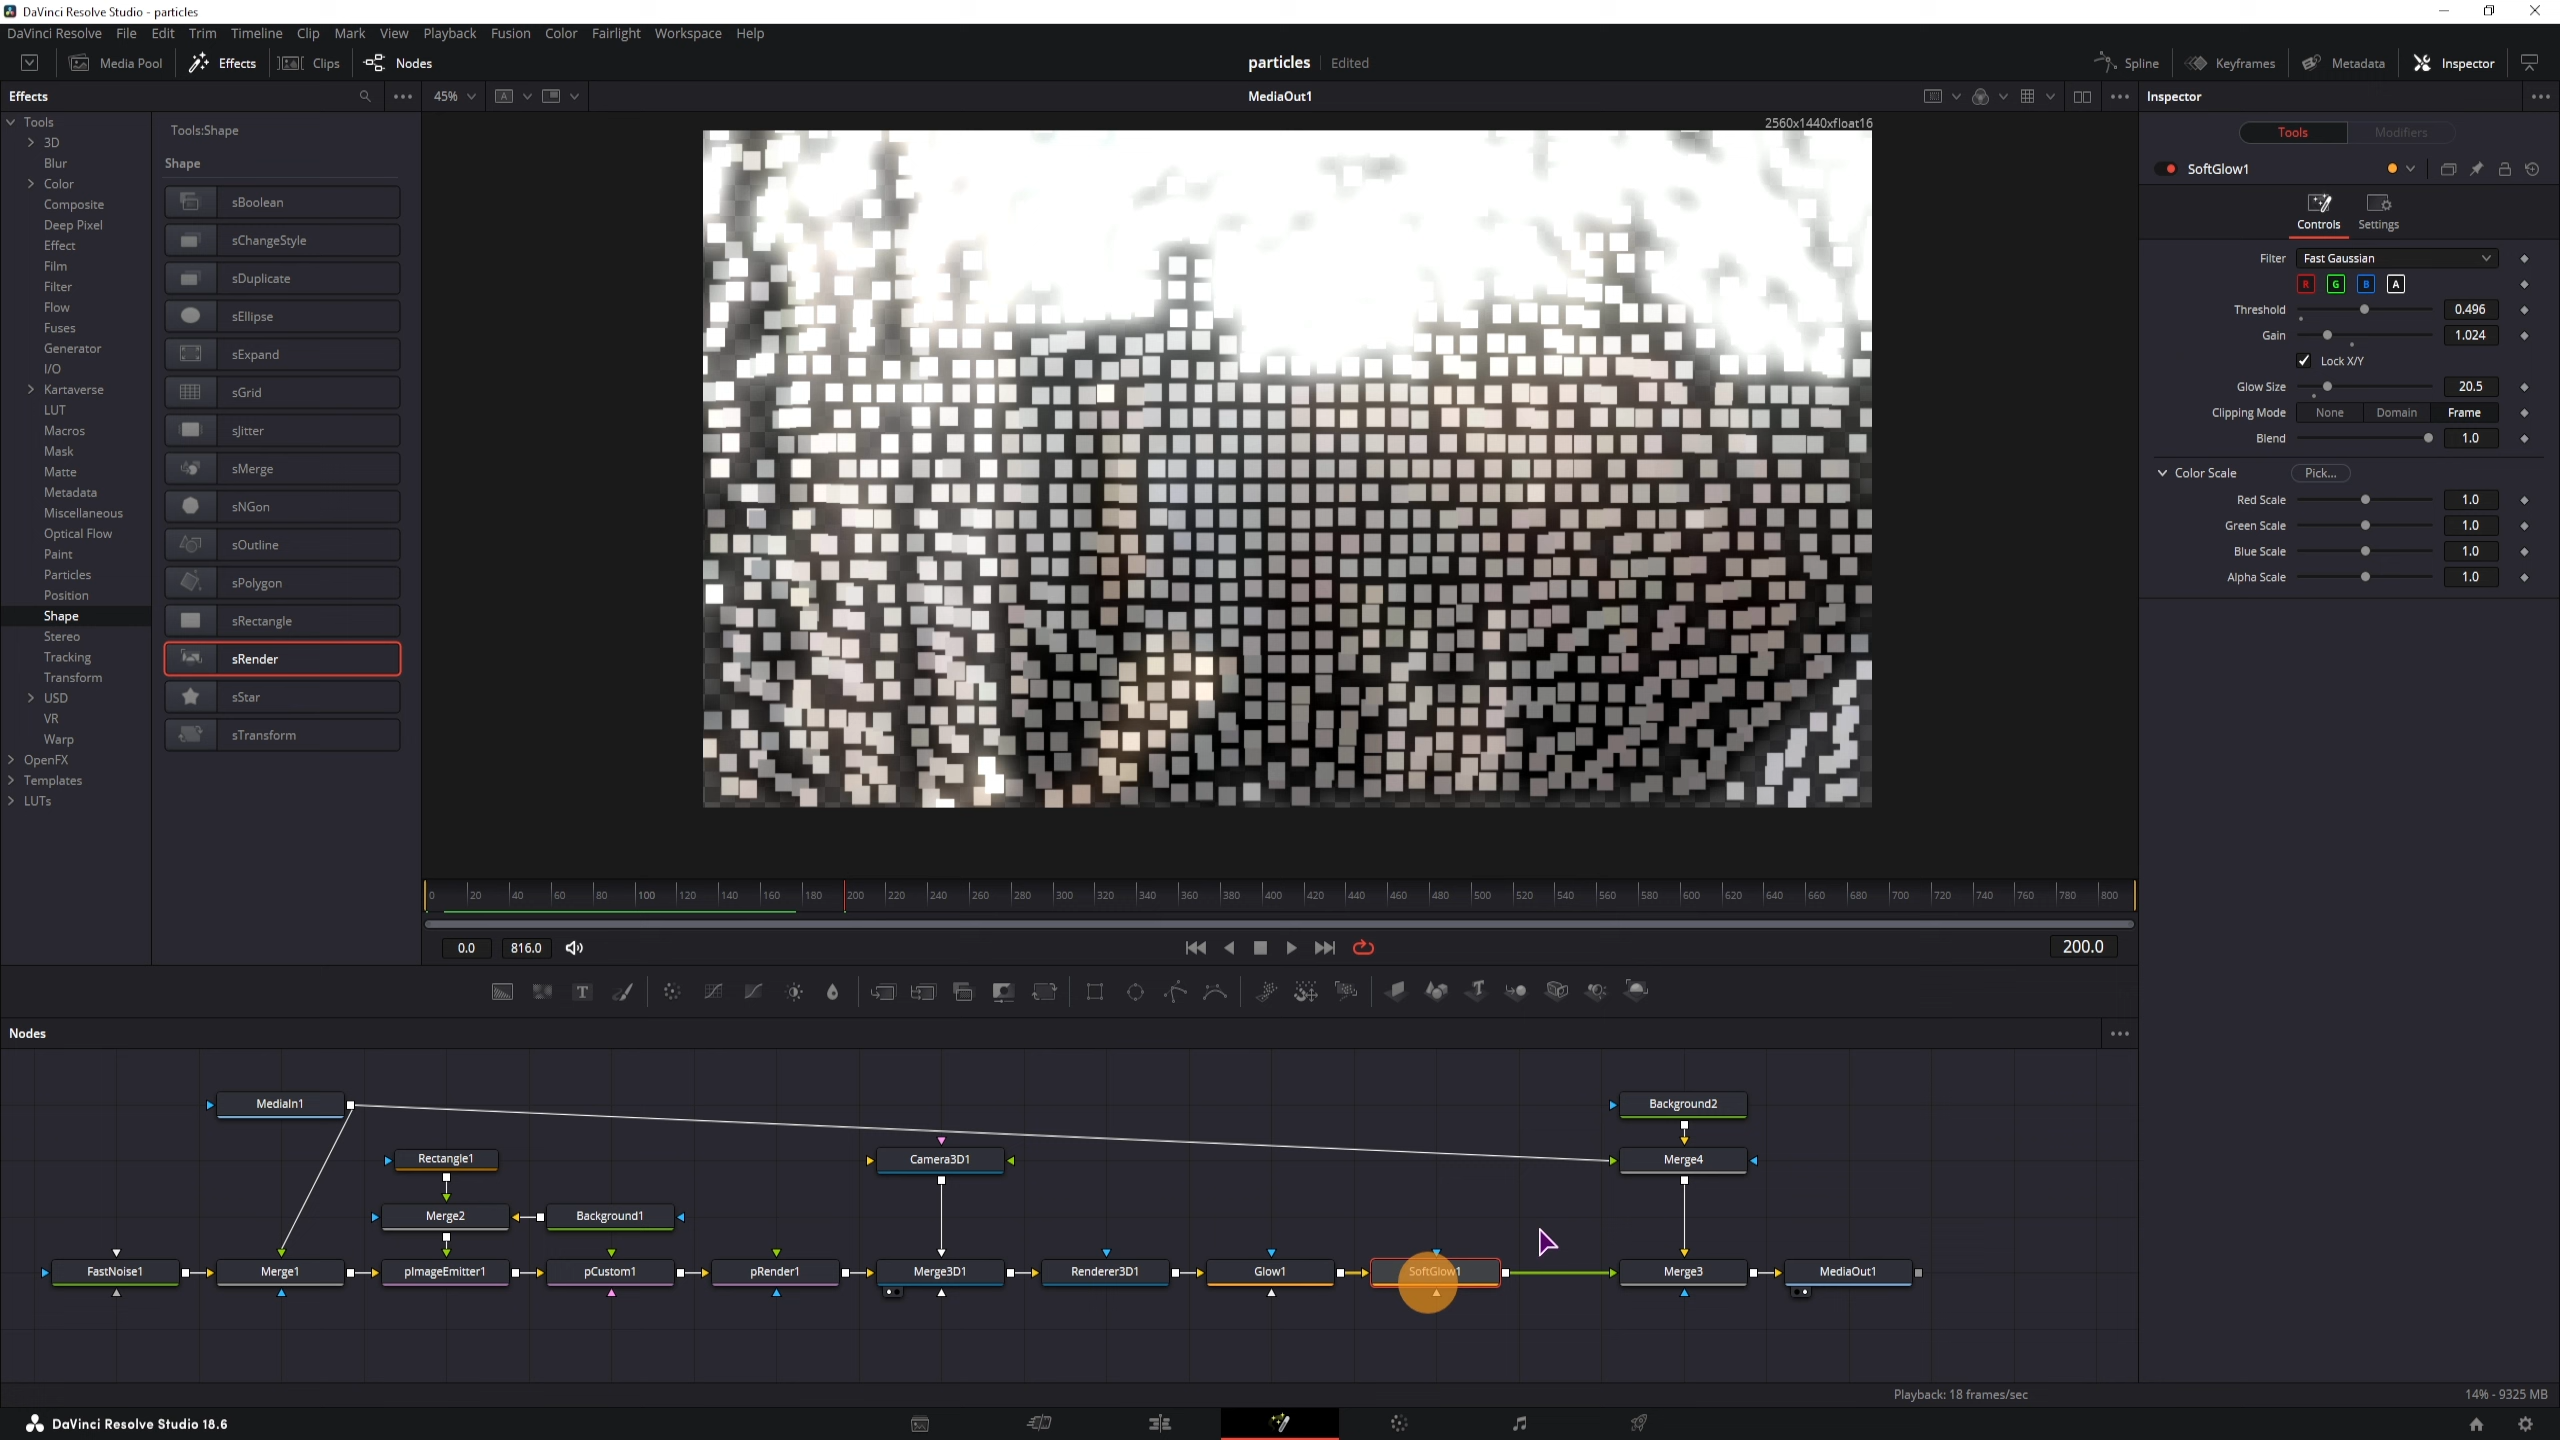 DaVinci Resolve Studio - particles
DaVinci Resolve File Edit Trim Timeline Clip Mark View Playback Fusion Color Fairlight Workspace Help
Media Pool Effects Clips Nodes
particles Edited
Spline Keyframes Metadata Inspector
Effects
45%
A
MediaOut1
Inspector
2560x1440xfloat16
Tools
3D
Blur
Color
Composite
Deep Pixel
Effect
Film
Filter
Flow
Fuses
Generator
I/O
Kartaverse
LUT
Macros
Mask
Matte
Metadata
Miscellaneous
Optical Flow
Paint
Particles
Position
Shape
Stereo
Tracking
Transform
USD
VR
Warp
OpenFX
Templates
LUTs
Tools:Shape
Shape
sBoolean
sChangeStyle
sDuplicate
sEllipse
sExpand
sGrid
sJitter
sMerge
sNGon
sOutline
sPolygon
sRectangle
sRender
sStar
sTransform
Tools Modifiers
SoftGlow1
Controls Settings
Filter Fast Gaussian
R G B A
Threshold 0.496
Gain 1.024
Lock X/Y
Glow Size 20.5
Clipping Mode None Domain Frame
Blend 1.0
Color Scale Pick...
Red Scale 1.0
Green Scale 1.0
Blue Scale 1.0
Alpha Scale 1.0
0 20 40 60 80 100 120 140 160 180 200 220 240 260 280 300 320 340 360 380 400 420 440 460 480 500 520 540 560 580 600 620 640 660 680 700 720 740 760 780 800
0.0 816.0 200.0
T T
Nodes
MediaIn1 Background2
Rectangle1 Camera3D1 Merge4
Merge2 Background1
FastNoise1 Merge1 pImageEmitter1 pCustom1 pRender1 Merge3D1 Renderer3D1 Glow1 SoftGlow1 Merge3 MediaOut1
Playback: 18 frames/sec 14% - 9325 MB
DaVinci Resolve Studio 18.6